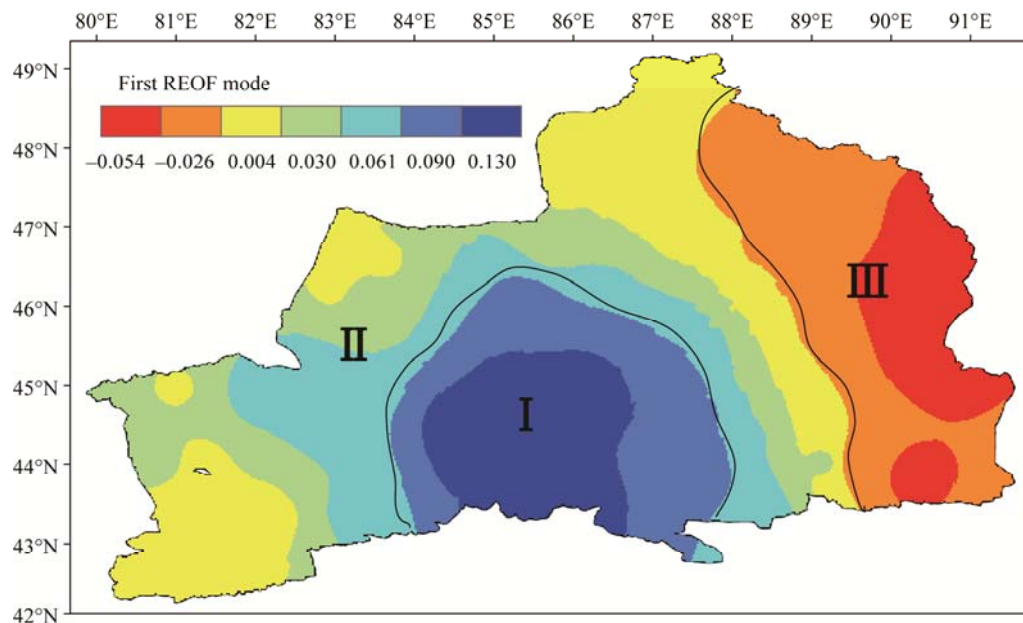 80°E 81°E 82°E 83°E 84°E 85°E 86°E 87°E 88°E 89°E 90°E 91°E
49°N
First REOF mode
–0.054 –0.026 0.004 0.030 0.061 0.090 0.130
48°N
47°N
III
46°N
II
45°N
I
44°N
43°N
42°N